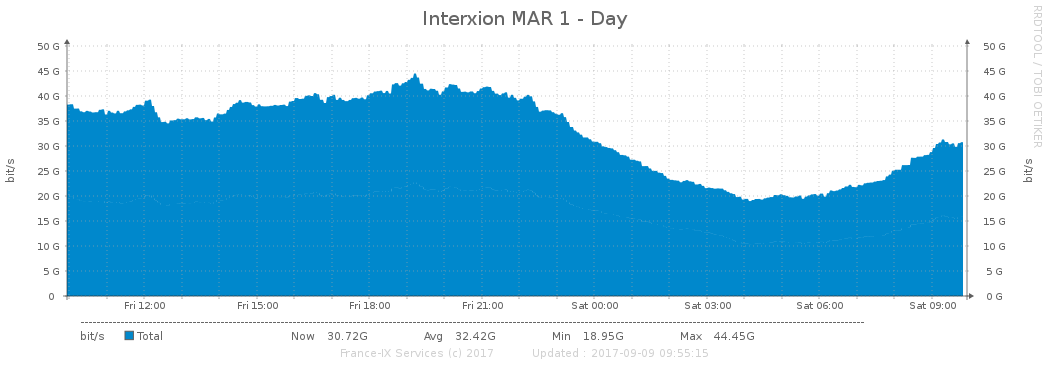 Interxion MAR 1 - Day
RRDTOOL / TOBI OETIKER
bit/s
50 G 50 G
45 G 45 G
40 G 40 G
35 G 35 G
30 G 30 G
25 G 25 G
20 G 20 G
15 G 15 G
10 G 10 G
5 G 5 G
0 0 G
bit/s
Fri 12:00 Fri 15:00 Fri 18:00 Fri 21:00 Sat 00:00 Sat 03:00 Sat 06:00 Sat 09:00
bit/s Total Now 30.72G Avg 32.42G Min 18.95G Max 44.45G
France-IX Services (c) 2017 Updated : 2017-09-09 09:55:15